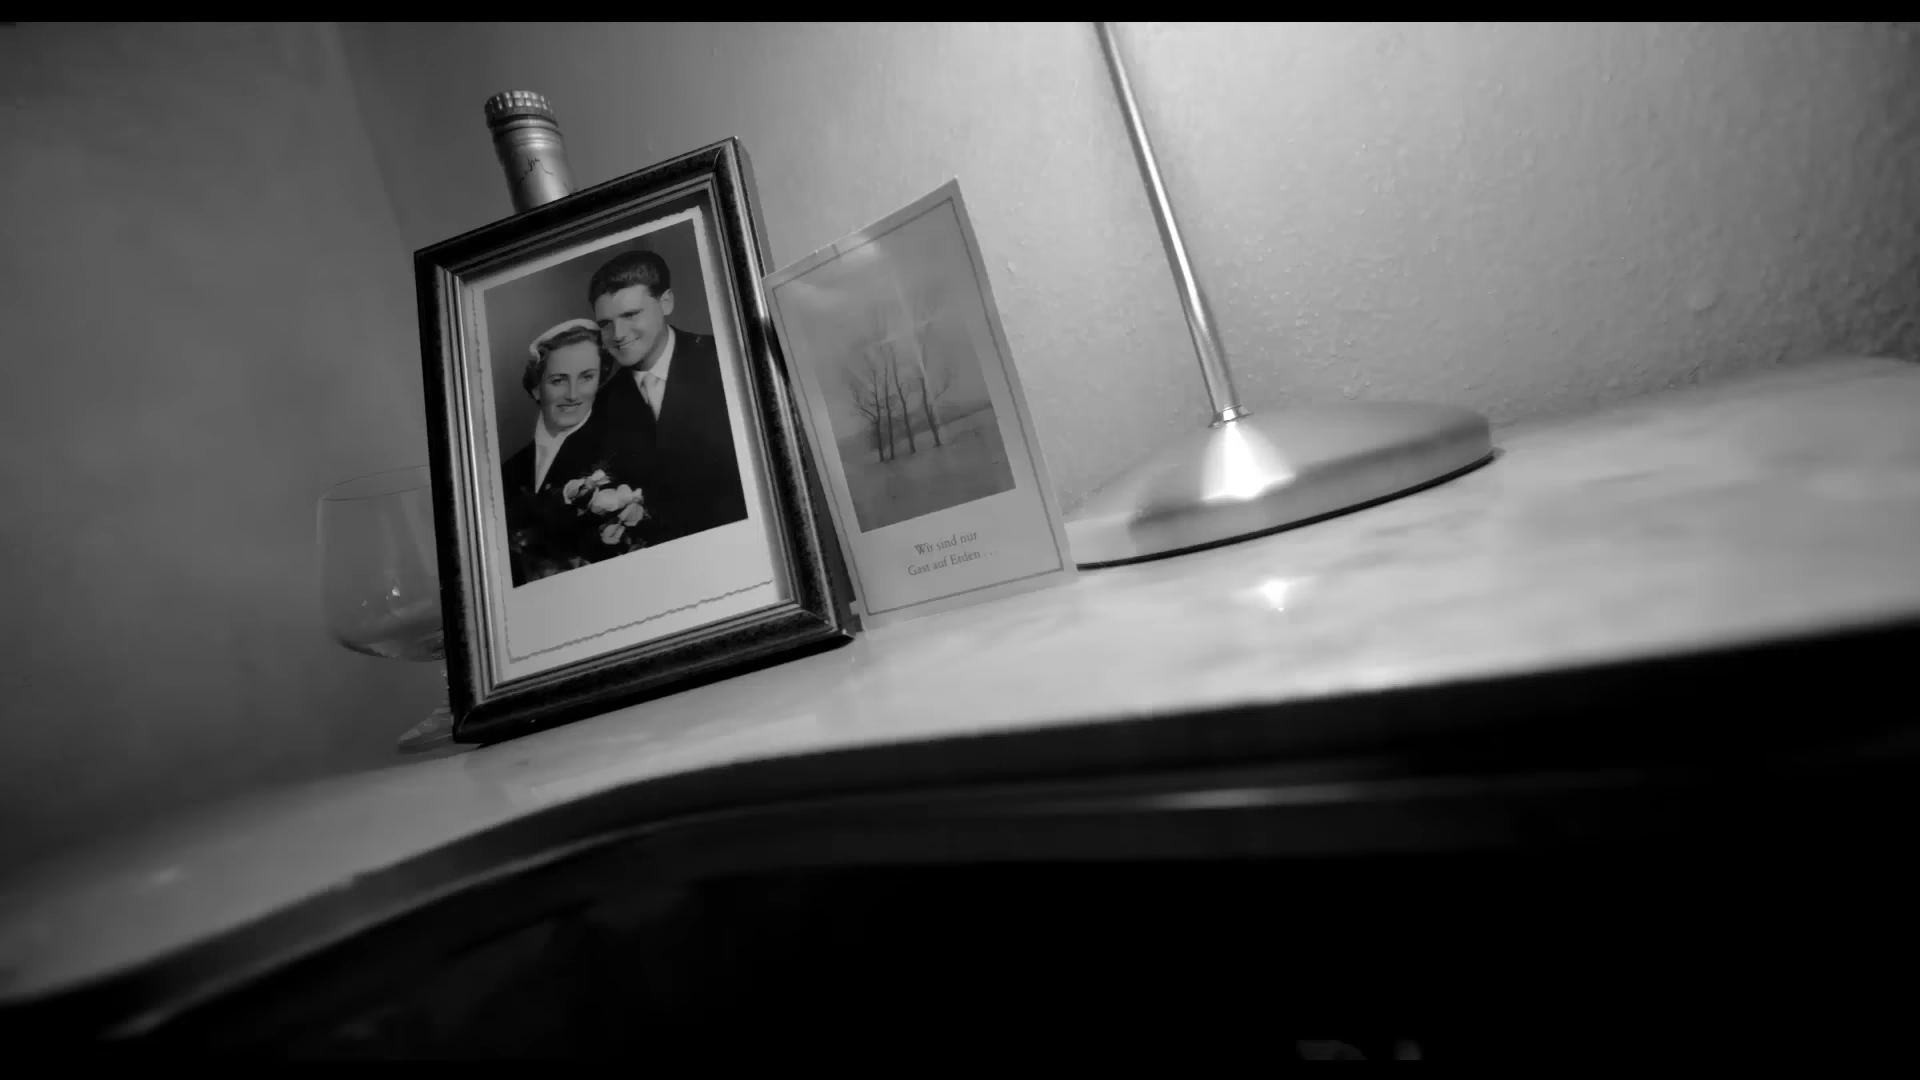 Wir sind nur
Gast auf Erden . . .